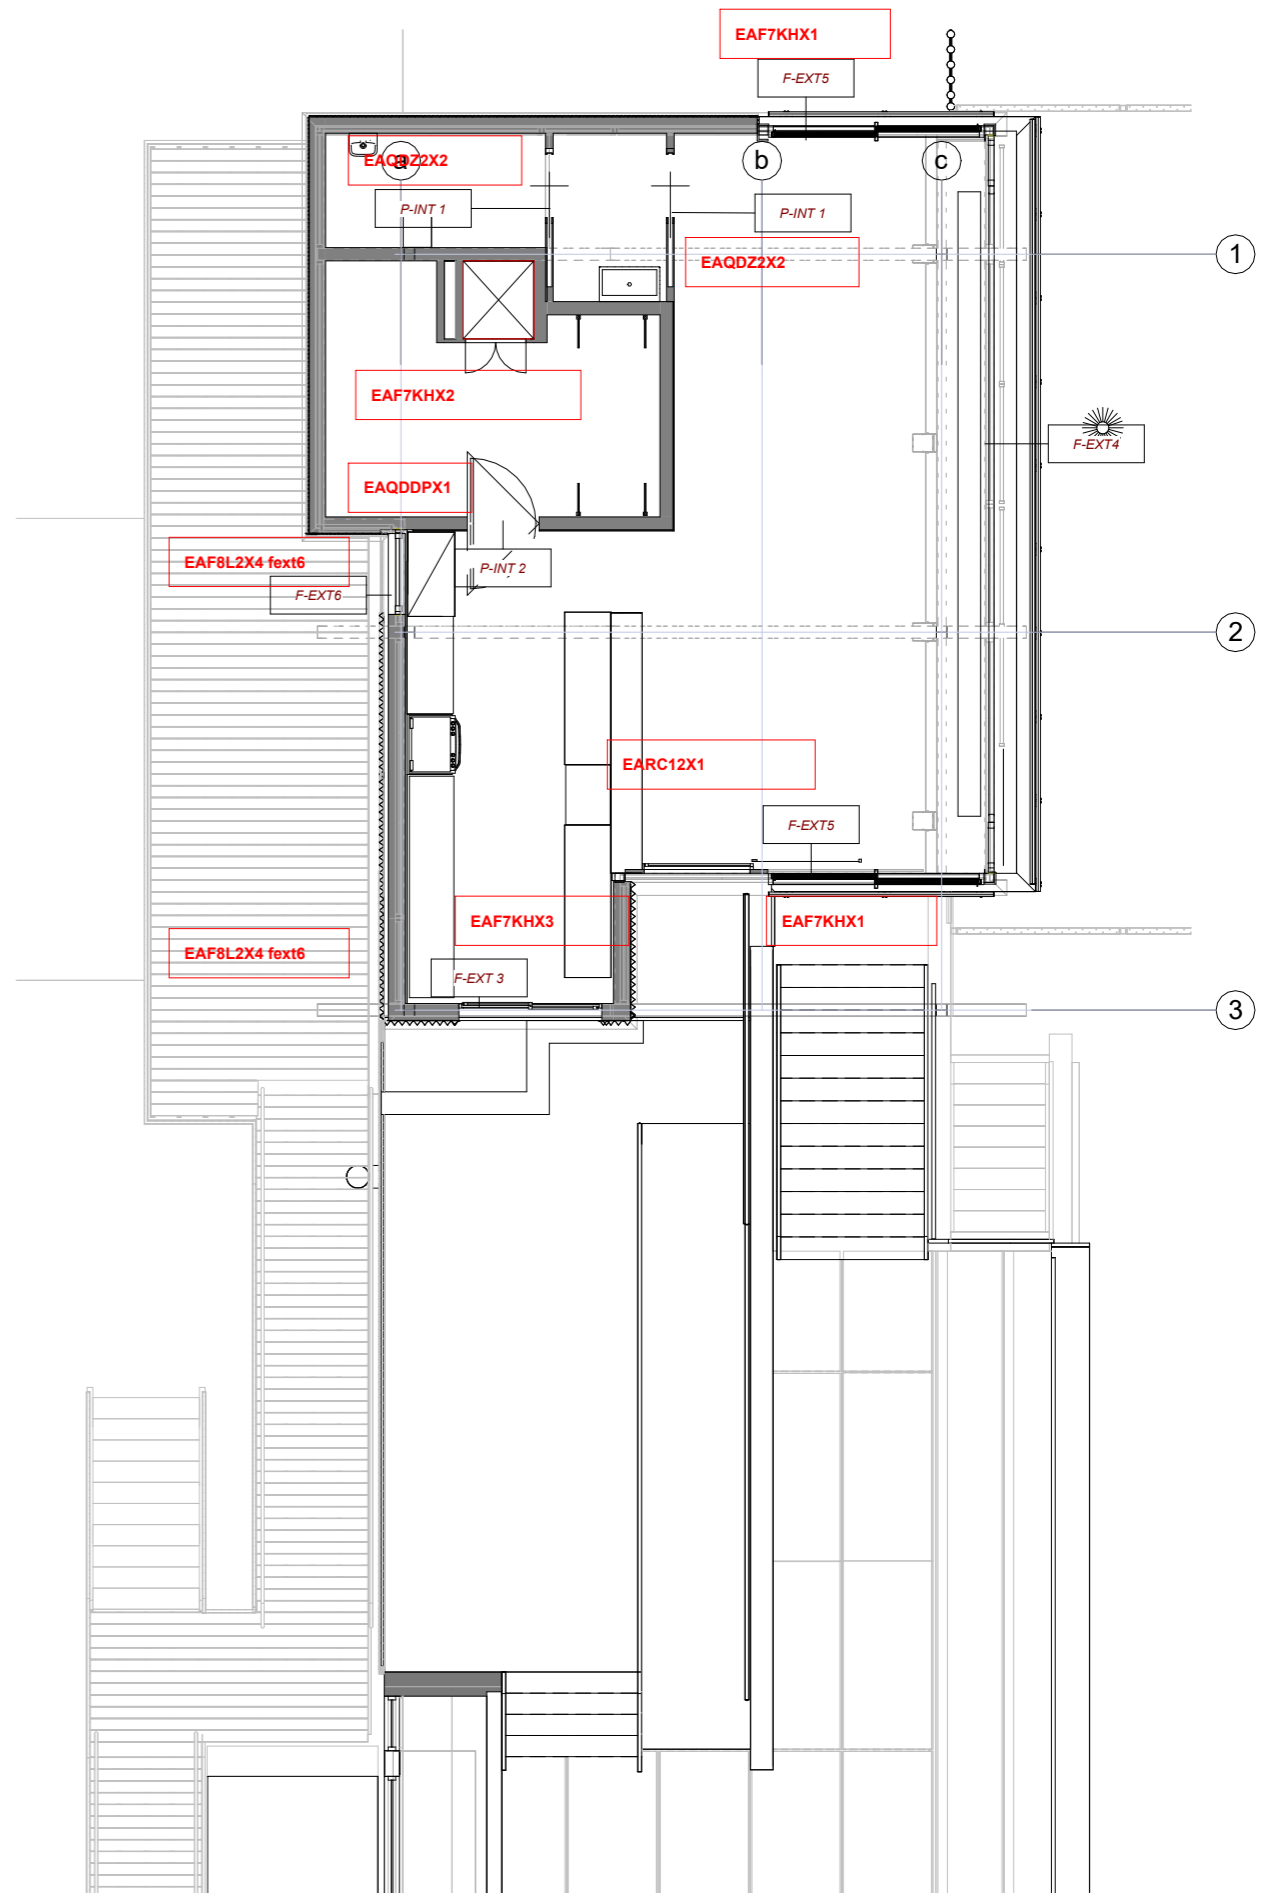 EAF7KHX1
F-EXT5
EAQDZ2X2
a
b
c
P-INT 1
P-INT 1
EAQDZ2X2
1
EAF7KHX2
F-EXT4
EAQDDPX1
EAF8L2X4 fext6
P-INT 2
F-EXT6
2
EARC12X1
F-EXT5
EAF7KHX3
EAF7KHX1
EAF8L2X4 fext6
F-EXT 3
3